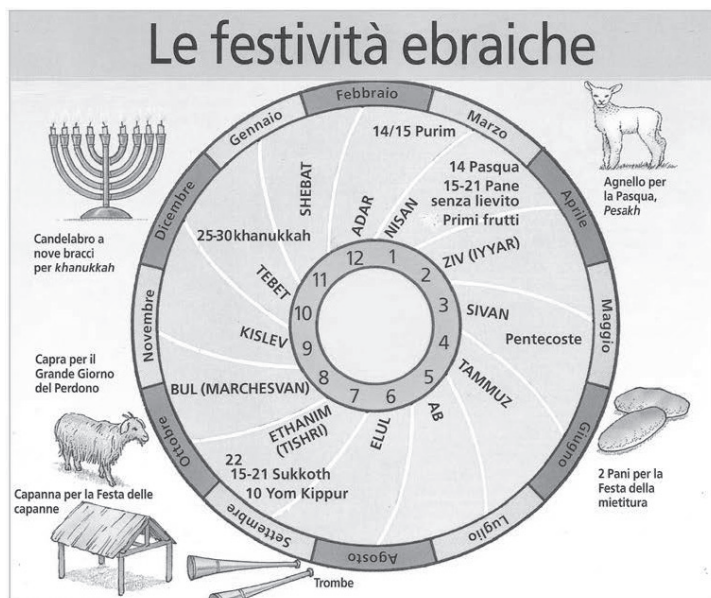 Le festività ebraiche
Febbraio
Marzo
Aprile
Maggio
Giugno
Luglio
Agosto
Settembre
Ottobre
Novembre
Dicembre
Gennaio
14/15 Purim
14 Pasqua
15-21 Pane
senza lievito
Primi frutti
Pentecoste
22
15-21 Sukkoth
10 Yom Kippur
25-30khanukkah
NISAN
ZIV (IYYAR)
SIVAN
TAMMUZ
AB
ELUL
ETHANIM
(TISHRI)
BUL (MARCHESVAN)
KISLEV
TEBET
SHEBAT
ADAR
1
2
3
4
5
6
7
8
9
10
11
12
Candelabro a
nove bracci
per khanukkah
Agnello per
la Pasqua,
Pesakh
Capra per il
Grande Giorno
del Perdono
Capanna per la Festa delle
capanne
Trombe
2 Pani per la
Festa della
mietitura